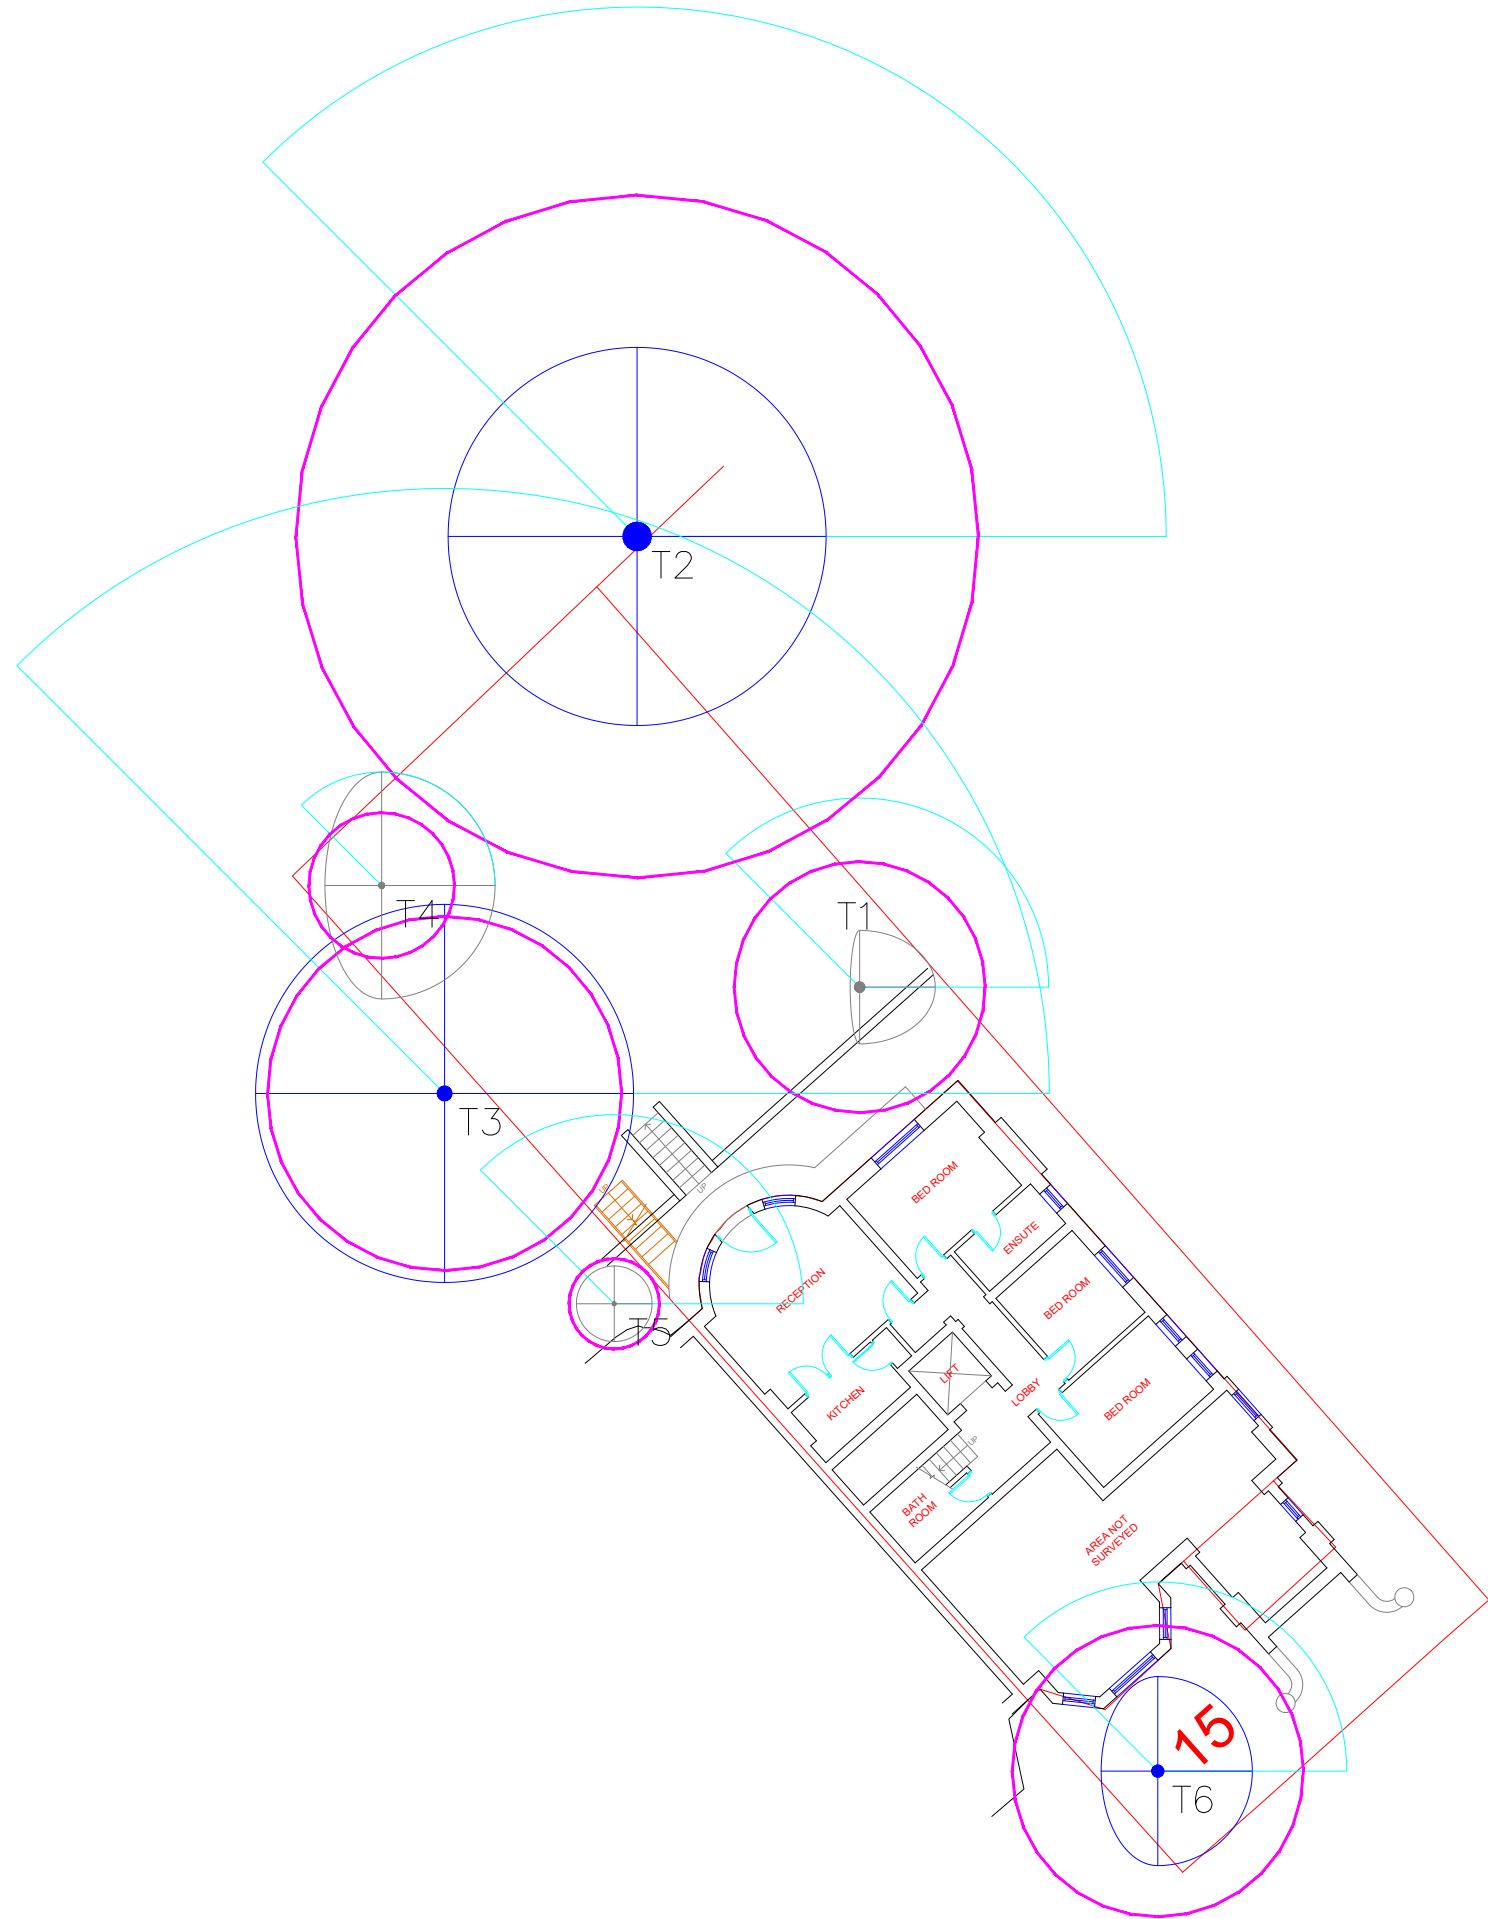 T2
T4
T1
T3
UP
UP
BED ROOM
ENSUITE
RECEPTION
BED ROOM
T5
LIFT
LOBBY
KITCHEN
BED ROOM
UP
BATH
ROOM
AREA NOT
SURVEYED
15
T6